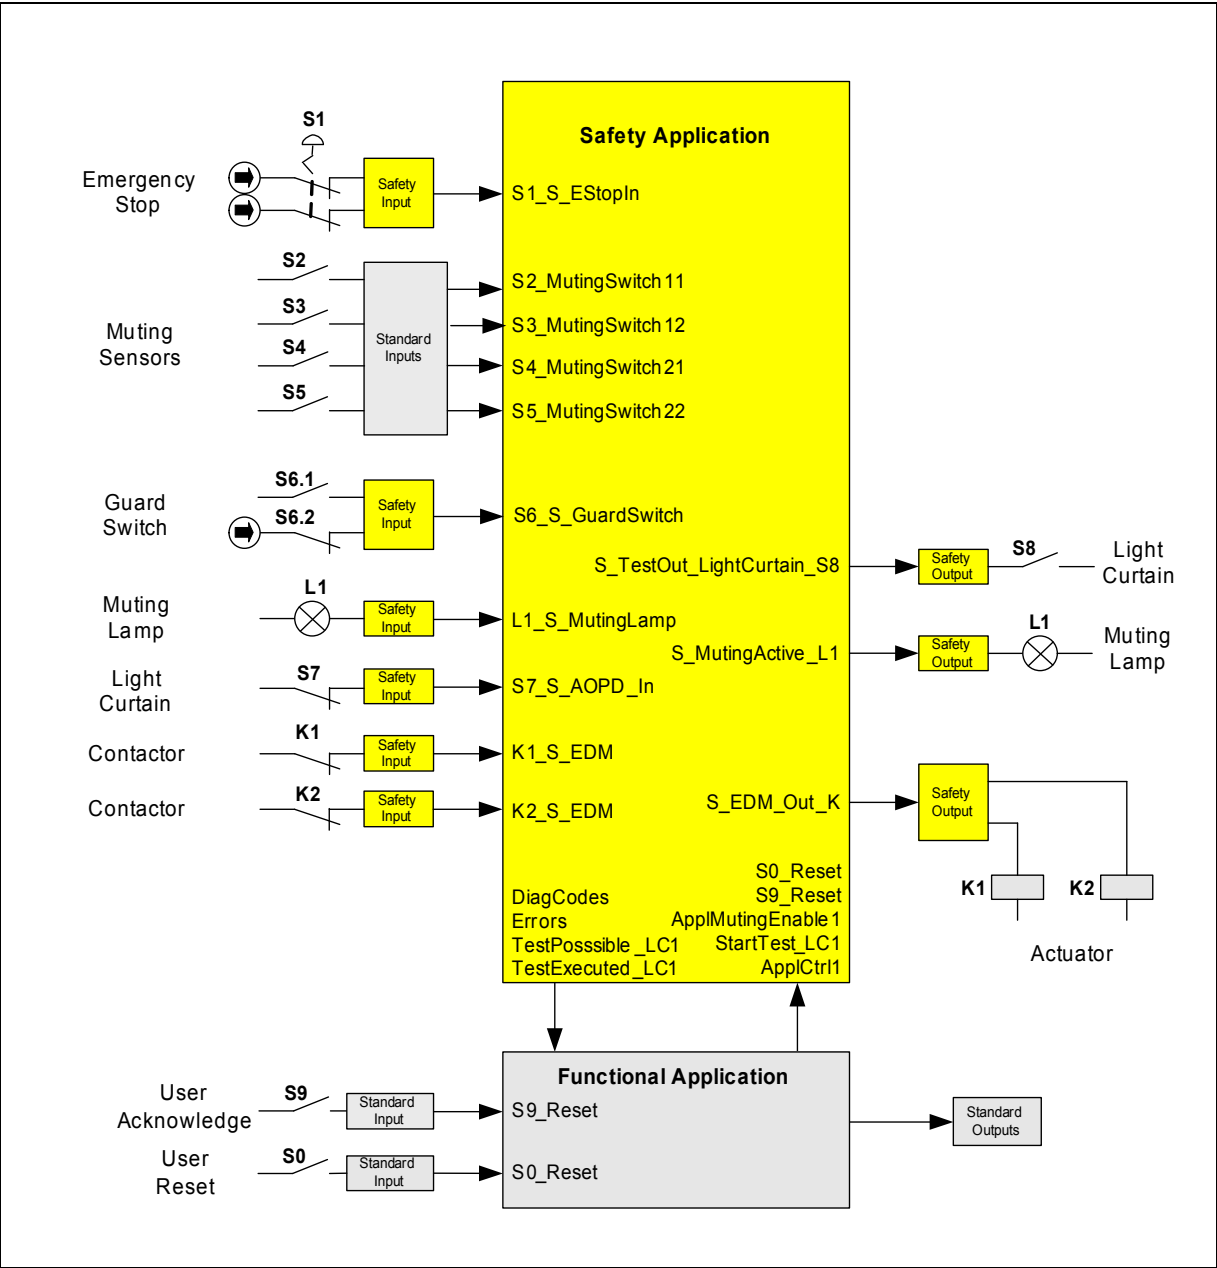 Safety Application
S1
Emergency
Stop
Safety
Input
S1_S_EStopIn
S2
S3
S4
S5
Muting
Sensors
Standard
Inputs
S2_MutingSwitch11
S3_MutingSwitch12
S4_MutingSwitch21
S5_MutingSwitch22
S6.1
S6.2
Guard
Switch
Safety
Input
S6_S_GuardSwitch
S_TestOut_LightCurtain_S8
Safety
Output
S8
Light
Curtain
Muting
Lamp
L1
Safety
Input
L1_S_MutingLamp
S_MutingActive_L1
Safety
Output
L1
Muting
Lamp
Light
Curtain
S7
Safety
Input
S7_S_AOPD_In
Contactor
K1
Safety
Input
K1_S_EDM
Contactor
K2
Safety
Input
K2_S_EDM
S_EDM_Out_K
Safety
Output
K1
K2
Actuator
DiagCodes
Errors
TestPosssible_LC1
TestExecuted_LC1
S0_Reset
S9_Reset
ApplMutingEnable1
StartTest_LC1
ApplCtrl1
Functional Application
User
Acknowledge
S9
Standard
Input
S9_Reset
User
Reset
S0
Standard
Input
S0_Reset
Standard
Outputs